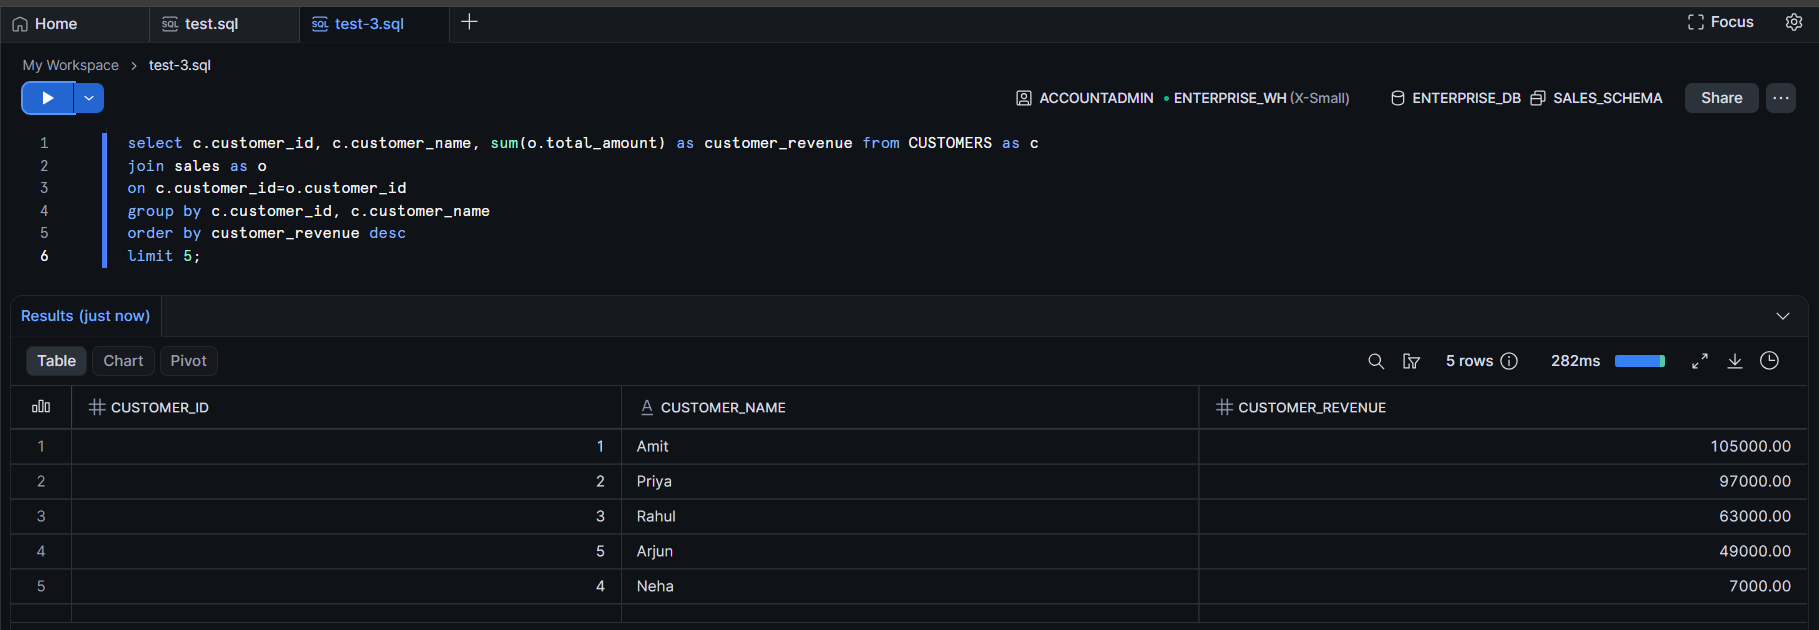 Home
SQL test.sql
SQL test-3.sql
Focus
My Workspace > test-3.sql
ACCOUNTADMIN ENTERPRISE_WH (X-Small) ENTERPRISE_DB SALES_SCHEMA Share ...
1 select c.customer_id, c.customer_name, sum(o.total_amount) as customer_revenue from CUSTOMERS as c
2 join sales as o
3 on c.customer_id=o.customer_id
4 group by c.customer_id, c.customer_name
5 order by customer_revenue desc
6 limit 5;
Results (just now)
Table Chart Pivot
5 rows 282ms
CUSTOMER_ID A CUSTOMER_NAME CUSTOMER_REVENUE
1 1 Amit 105000.00
2 2 Priya 97000.00
3 3 Rahul 63000.00
4 5 Arjun 49000.00
5 4 Neha 7000.00